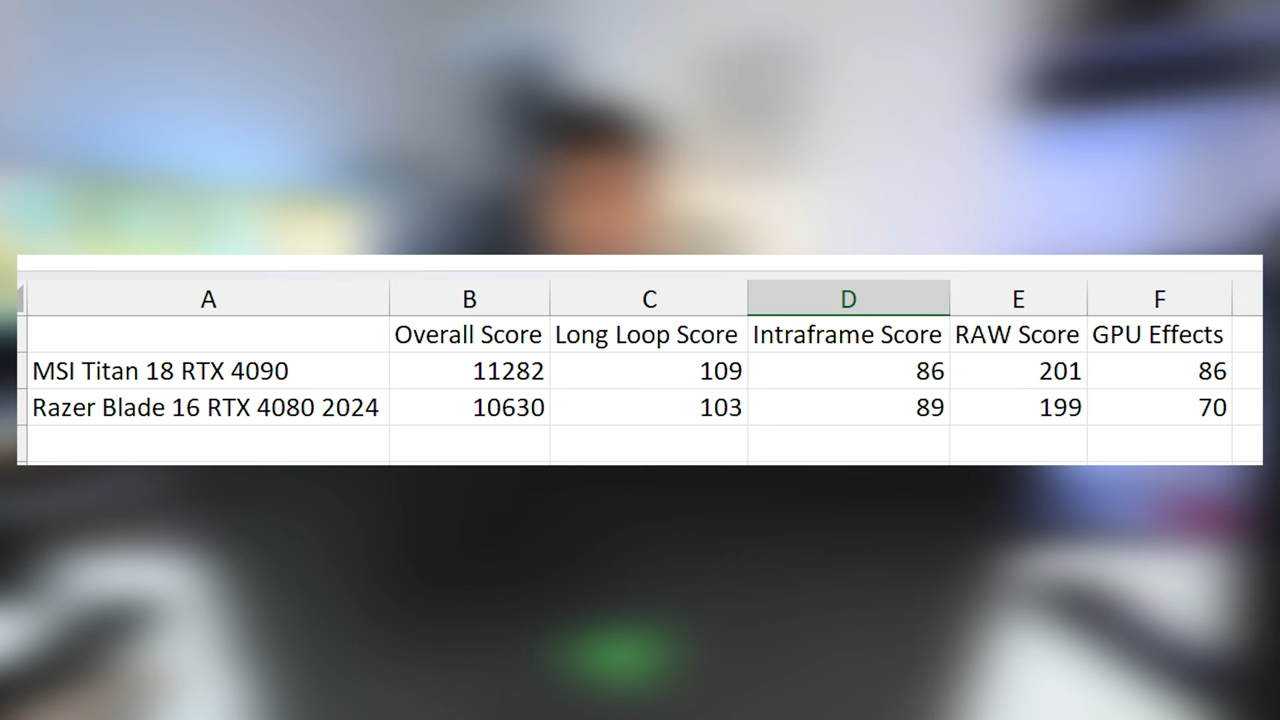 A B C D E F
Overall Score Long Loop Score Intraframe Score RAW Score GPU Effects
MSI Titan 18 RTX 4090 11282 109 86 201 86
Razer Blade 16 RTX 4080 2024 10630 103 89 199 70